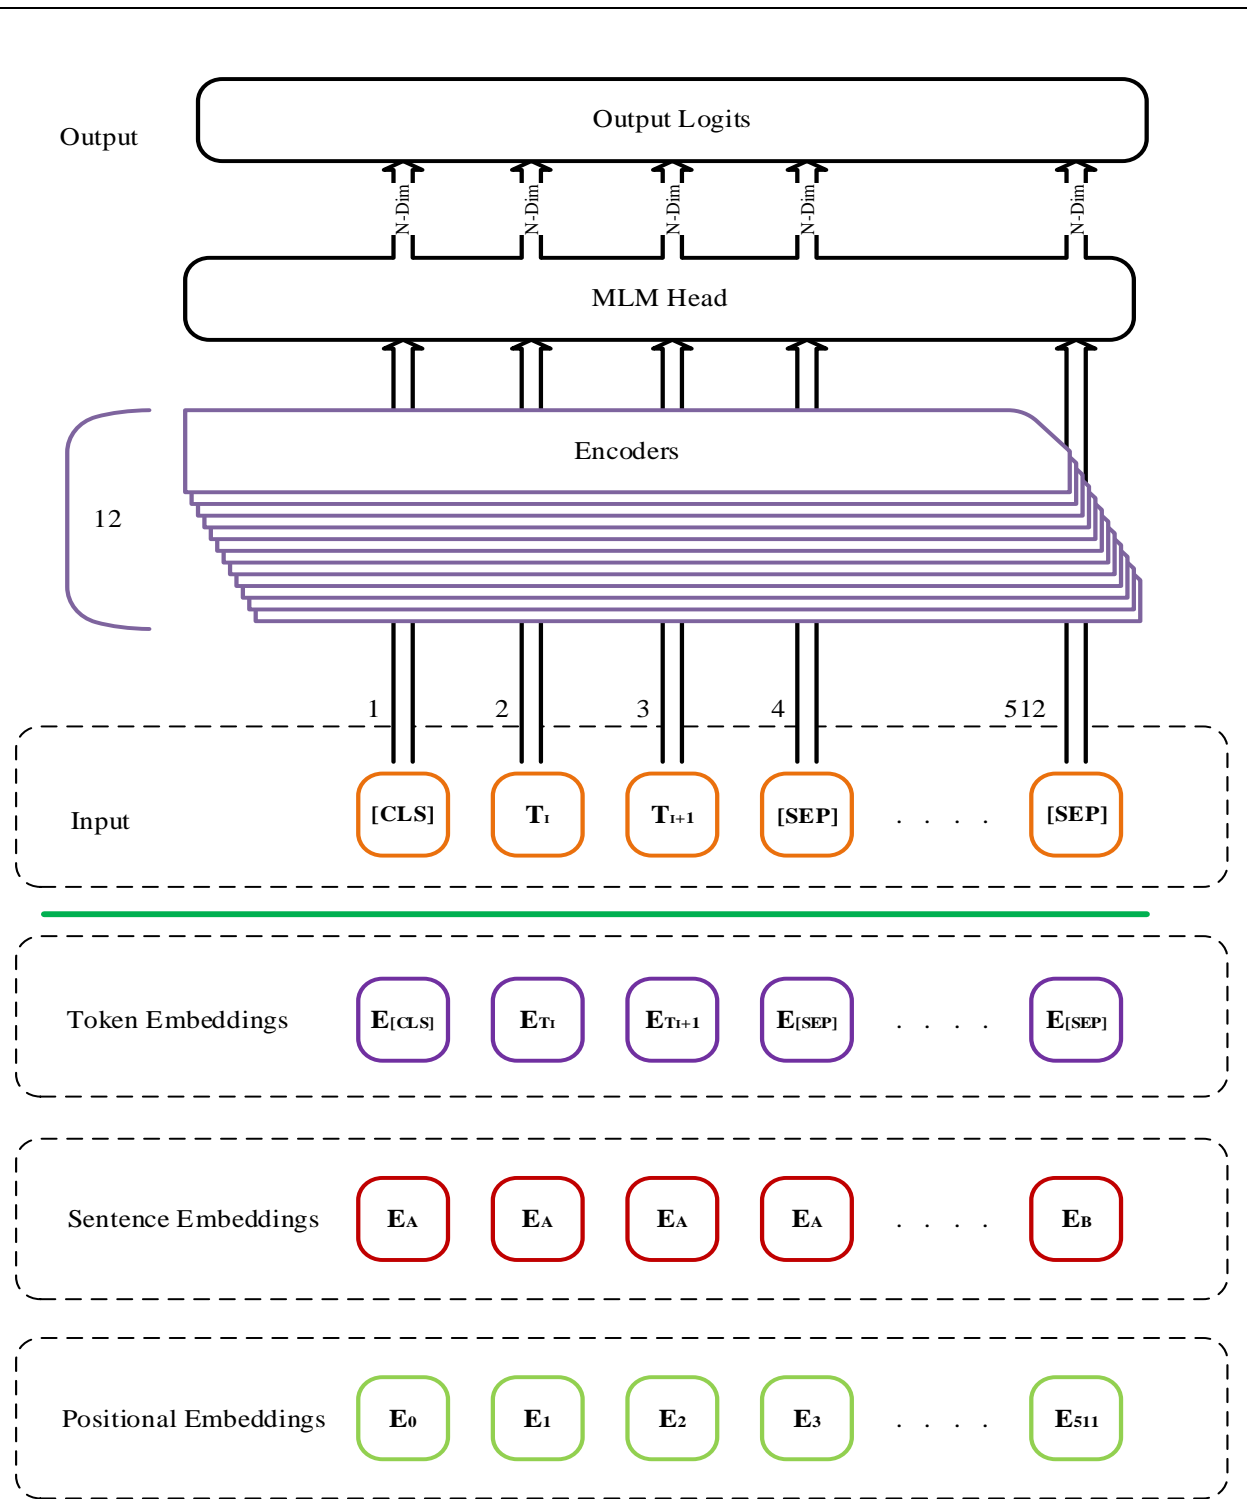 Output Logits
Output
N-Dim N-Dim N-Dim N-Dim N-Dim
MLM Head
Encoders
12
1 2 3 4 512
Input [CLS] TI TI+1 [SEP] . . . . [SEP]
Token Embeddings E[CLS] ETI ETI+1 E[SEP] . . . . E[SEP]
Sentence Embeddings EA EA EA EA . . . . EB
Positional Embeddings E0 E1 E2 E3 . . . . E511